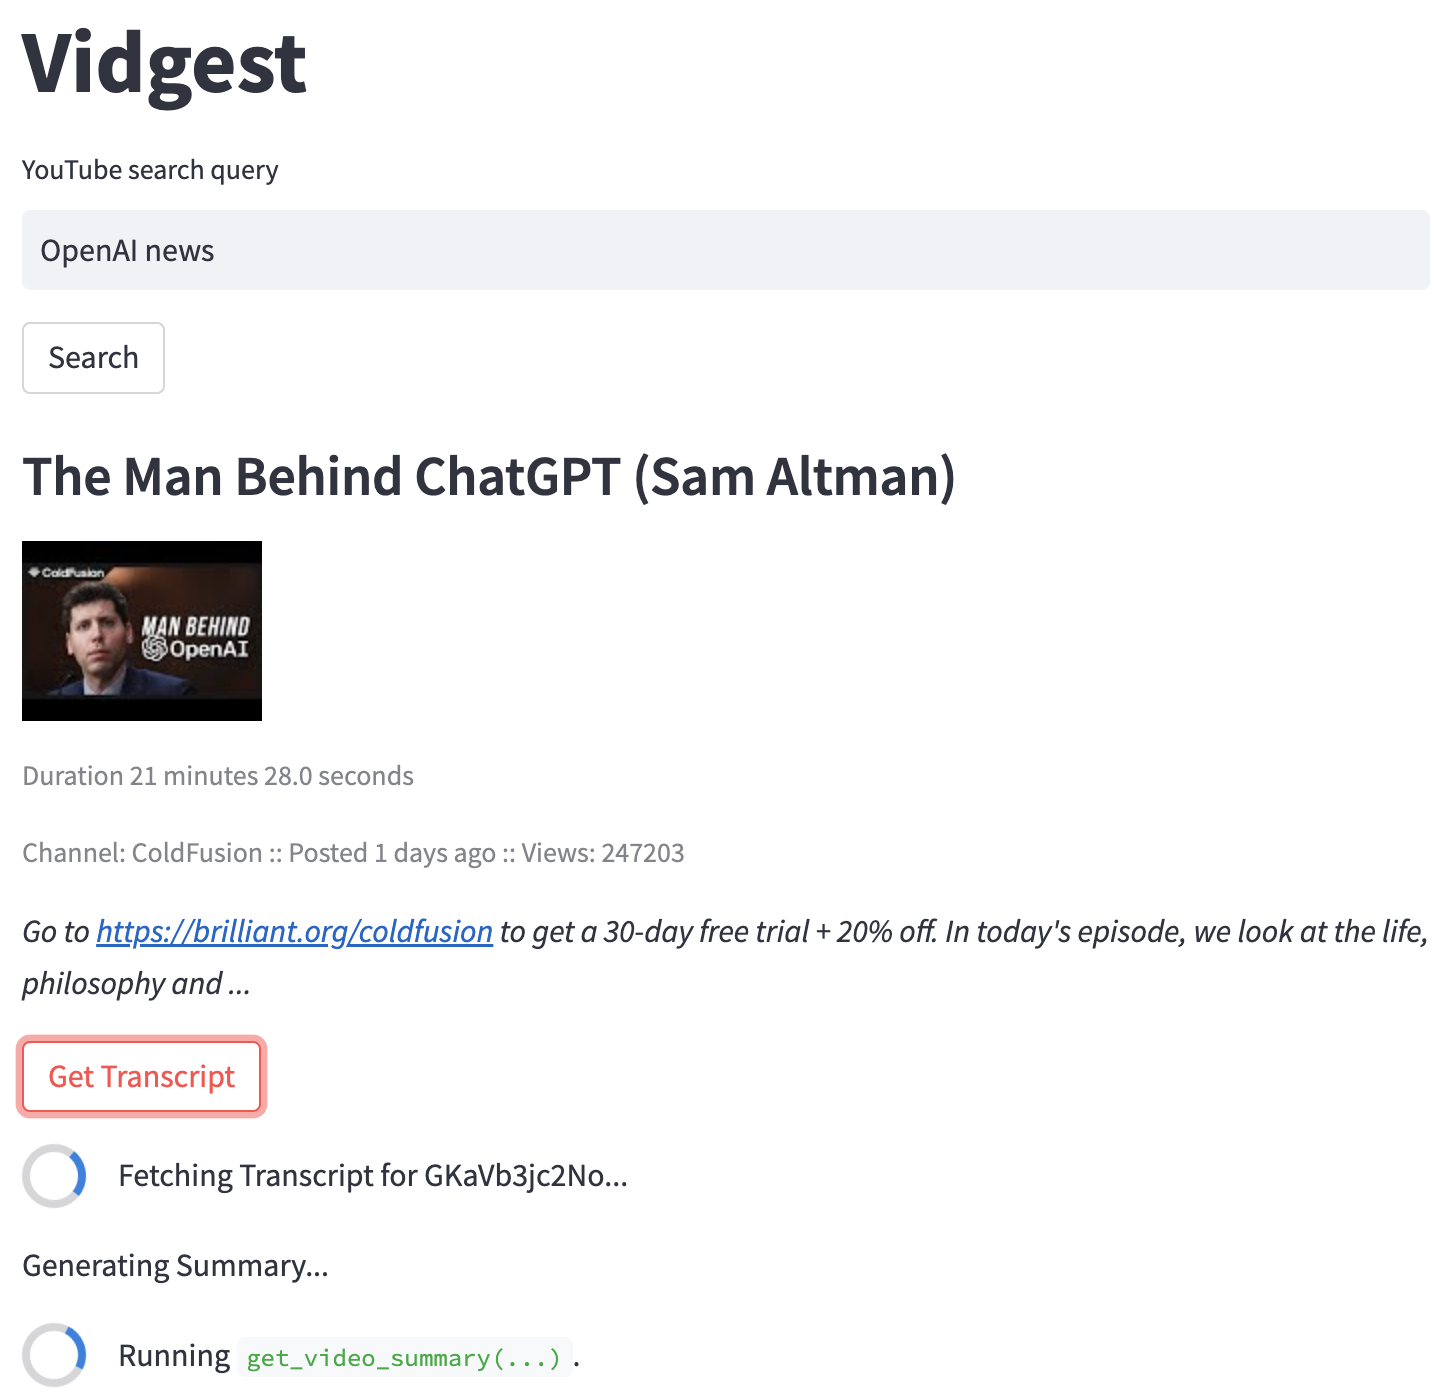 Vidgest
YouTube search query
OpenAI news
Search
The Man Behind ChatGPT (Sam Altman)
ColdFusion
MAN BEHIND
OpenAI
Duration 21 minutes 28.0 seconds
Channel: ColdFusion :: Posted 1 days ago :: Views: 247203
Go to https://brilliant.org/coldfusion to get a 30-day free trial + 20% off. In today's episode, we look at the life,
philosophy and ...
Get Transcript
Fetching Transcript for GKaVb3jc2No...
Generating Summary...
Running get_video_summary(...).